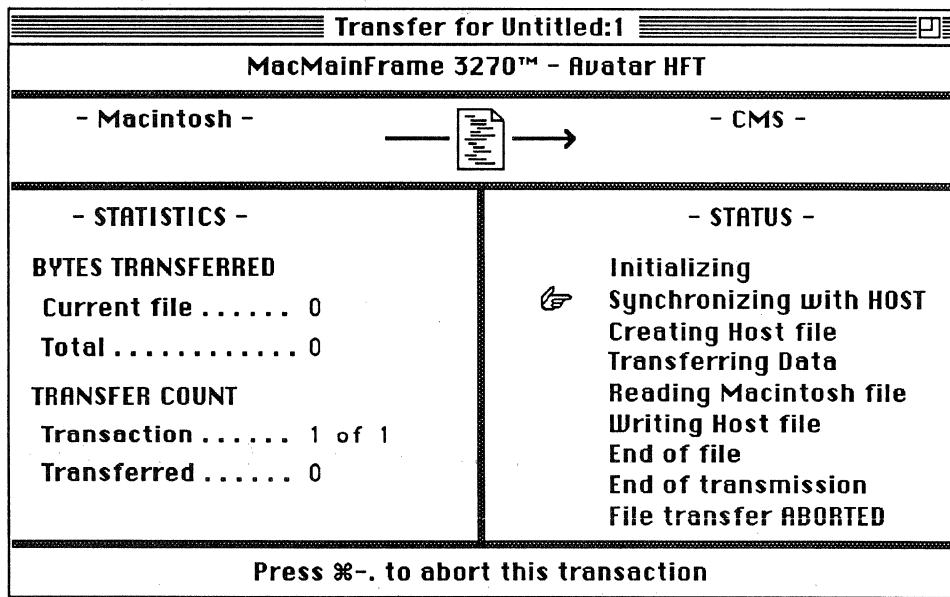 Transfer for Untitled:1
MacMainFrame 3270™ - Avatar HFT
- Macintosh -
- CMS -
- STATISTICS -
BYTES TRANSFERRED
Current file ...... 0
Total ............ 0
TRANSFER COUNT
Transaction ...... 1 of 1
Transferred ...... 0
- STATUS -
Initializing
Synchronizing with HOST
Creating Host file
Transferring Data
Reading Macintosh file
Writing Host file
End of file
End of transmission
File transfer ABORTED
Press ⌘-. to abort this transaction